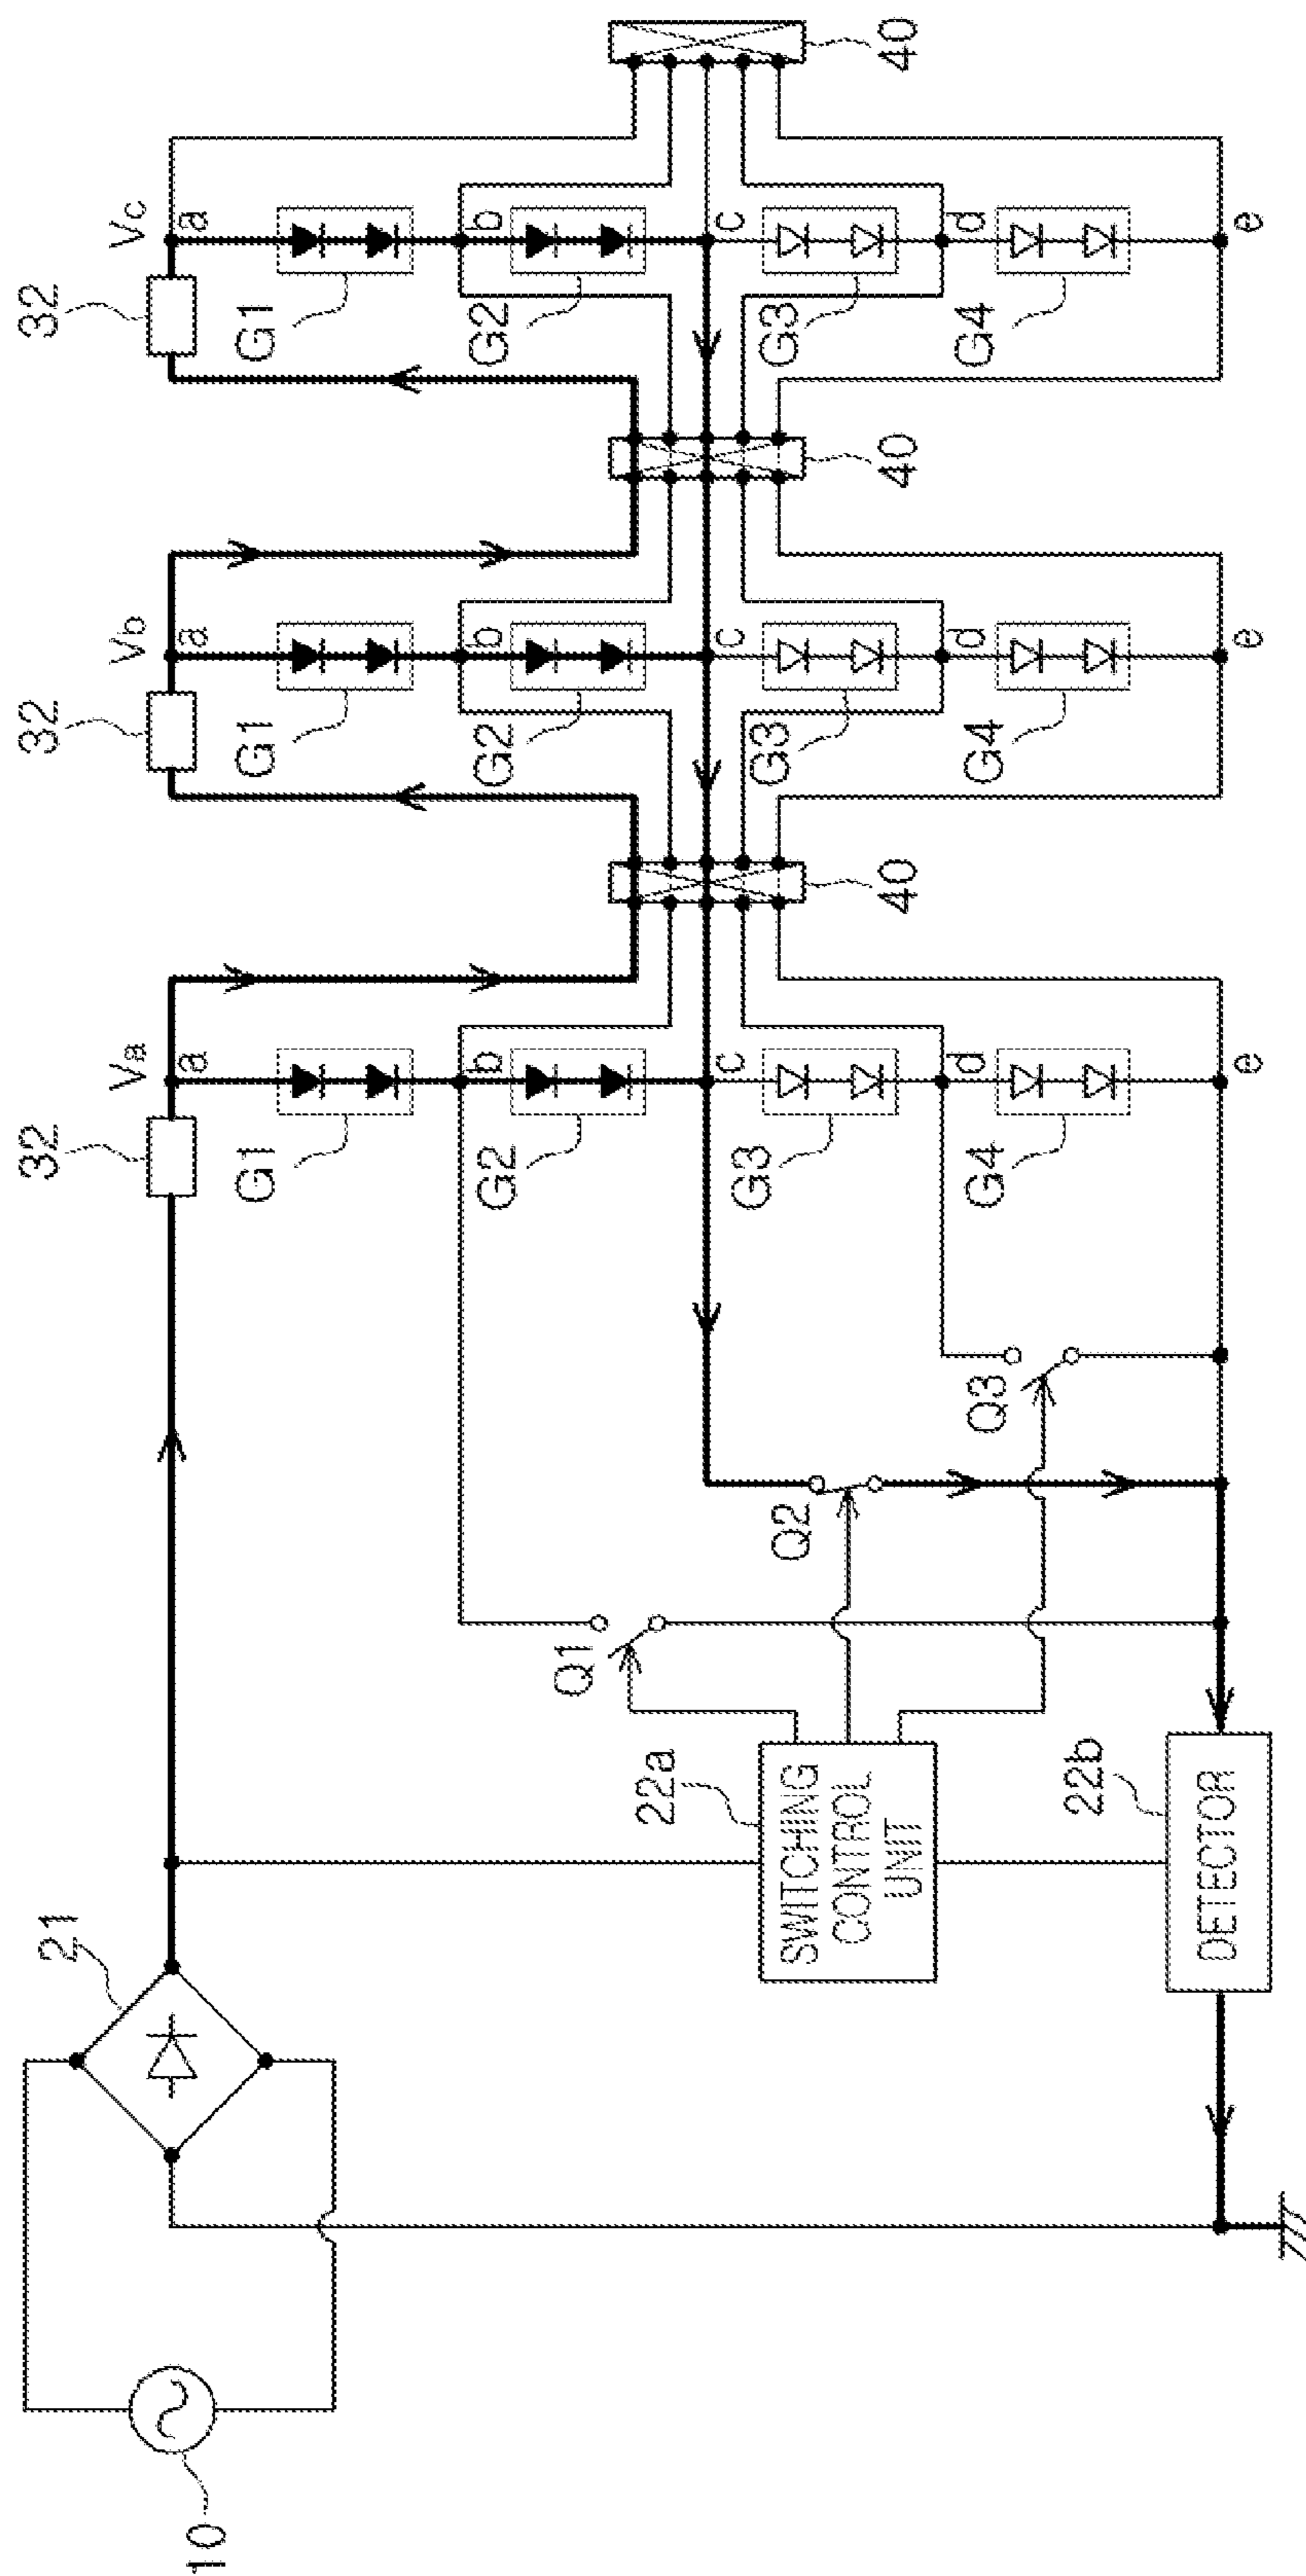 10
21
32
Va
a
G1
b
G2
c
G3
d
G4
e
40
32
Vb
a
G1
b
G2
c
G3
d
G4
e
40
32
Vc
a
G1
b
G2
c
G3
d
G4
e
40
Q1
Q2
Q3
22a
SWITCHING
CONTROL
UNIT
22b
DETECTOR